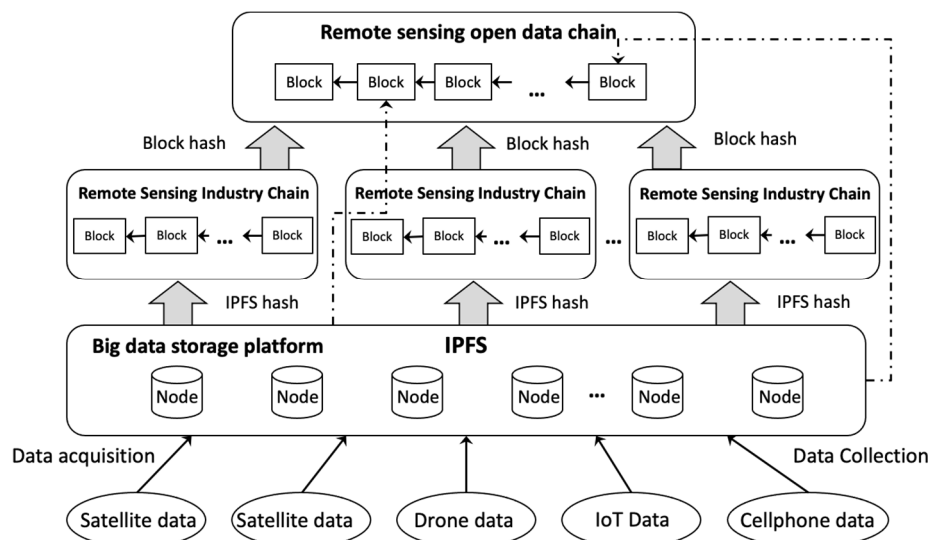 Remote sensing open data chain
Block Block Block ... Block
Block hash Block hash Block hash
Remote Sensing Industry Chain Remote Sensing Industry Chain Remote Sensing Industry Chain
Block Block ... Block Block Block ... Block ... Block Block ... Block
IPFS hash IPFS hash IPFS hash
Big data storage platform IPFS
Node Node Node Node ... Node Node
Data acquisition Data Collection
Satellite data Satellite data Drone data IoT Data Cellphone data